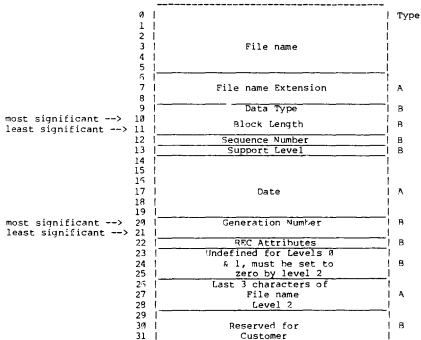 Type
0
1
2
3 File name
4
5
6
7 File name Extension A
8
9 Data Type B
most significant --> 10 Block Length B
least significant --> 11
12 Sequence Number B
13 Support Level B
14
15
16
17 Date A
18
19
most significant --> 20 Generation Number B
least significant --> 21
22 REC Attributes B
23 Undefined for Levels 0
24 & 1, must be set to B
25 zero by level 2
26 Last 3 characters of
27 File name A
28 Level 2
29
30 Reserved for B
31 Customer